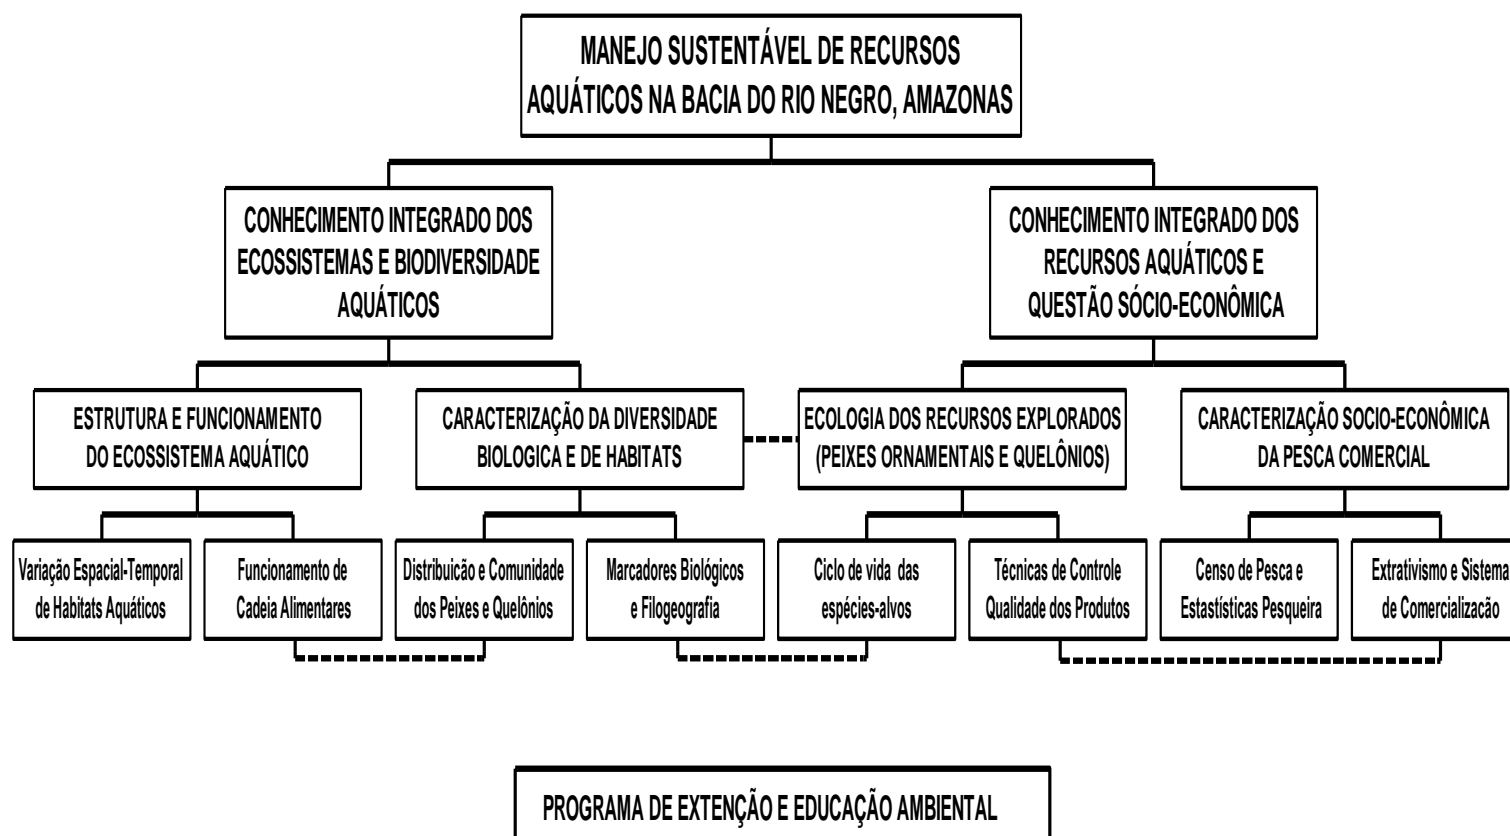 MANEJO SUSTENTÁVEL DE RECURSOS
AQUÁTICOS NA BACIA DO RIO NEGRO, AMAZONAS
CONHECIMENTO INTEGRADO DOS
ECOSSISTEMAS E BIODIVERSIDADE
AQUÁTICOS
CONHECIMENTO INTEGRADO DOS
RECURSOS AQUÁTICOS E
QUESTÃO SÓCIO-ECONÔMICA
ESTRUTURA E FUNCIONAMENTO
DO ECOSSISTEMA AQUÁTICO
CARACTERIZAÇÃO DA DIVERSIDADE
BIOLOGICA E DE HABITATS
ECOLOGIA DOS RECURSOS EXPLORADOS
(PEIXES ORNAMENTAIS E QUELÔNIOS)
CARACTERIZAÇÃO SOCIO-ECONÔMICA
DA PESCA COMERCIAL
Variação Espacial-Temporal
de Habitats Aquáticos
Funcionamento de
Cadeia Alimentares
Distribuicão e Comunidade
dos Peixes e Quelônios
Marcadores Biológicos
e Filogeografia
Ciclo de vida das
espécies-alvos
Técnicas de Controle
Qualidade dos Produtos
Censo de Pesca e
Estastísticas Pesqueira
Extrativismo e Sistema
de Comercialização
PROGRAMA DE EXTENÇÃO E EDUCAÇÃO AMBIENTAL